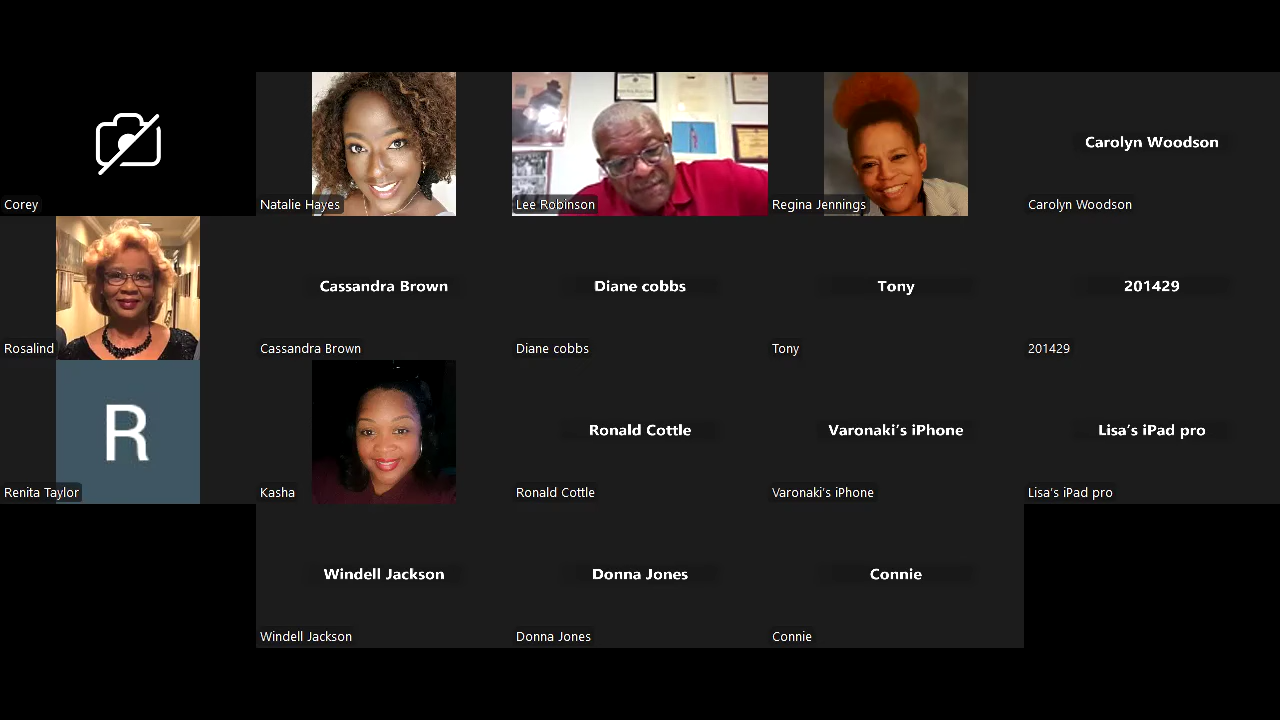 Corey
Natalie Hayes
Lee Robinson
Regina Jennings
Carolyn Woodson
Carolyn Woodson
Rosalind
Cassandra Brown
Cassandra Brown
Diane cobbs
Diane cobbs
Tony
Tony
201429
201429
R
Renita Taylor
Kasha
Ronald Cottle
Ronald Cottle
Varonaki's iPhone
Varonaki's iPhone
Lisa's iPad pro
Lisa's iPad pro
Windell Jackson
Windell Jackson
Donna Jones
Donna Jones
Connie
Connie